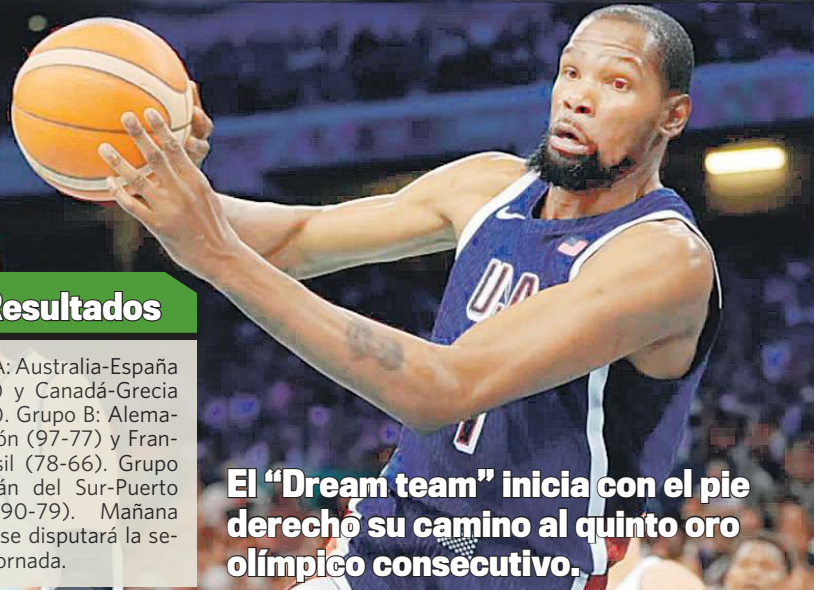 Resultados
A: Australia-España
) y Canadá-Grecia
). Grupo B: Alema-
ón (97-77) y Fran-
sil (78-66). Grupo
án del Sur-Puerto
90-79). Mañana
se disputará la se-
ornada.
USA
El “Dream team” inicia con el pie
derecho su camino al quinto oro
olímpico consecutivo.